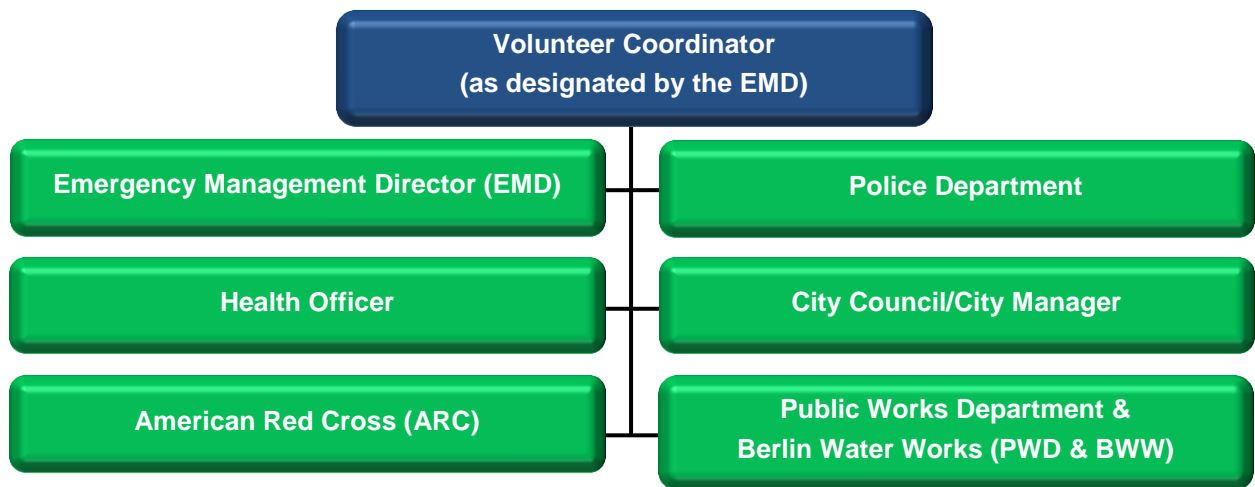 Volunteer Coordinator
(as designated by the EMD)
Emergency Management Director (EMD)
Police Department
Health Officer
City Council/City Manager
American Red Cross (ARC)
Public Works Department &
Berlin Water Works (PWD & BWW)